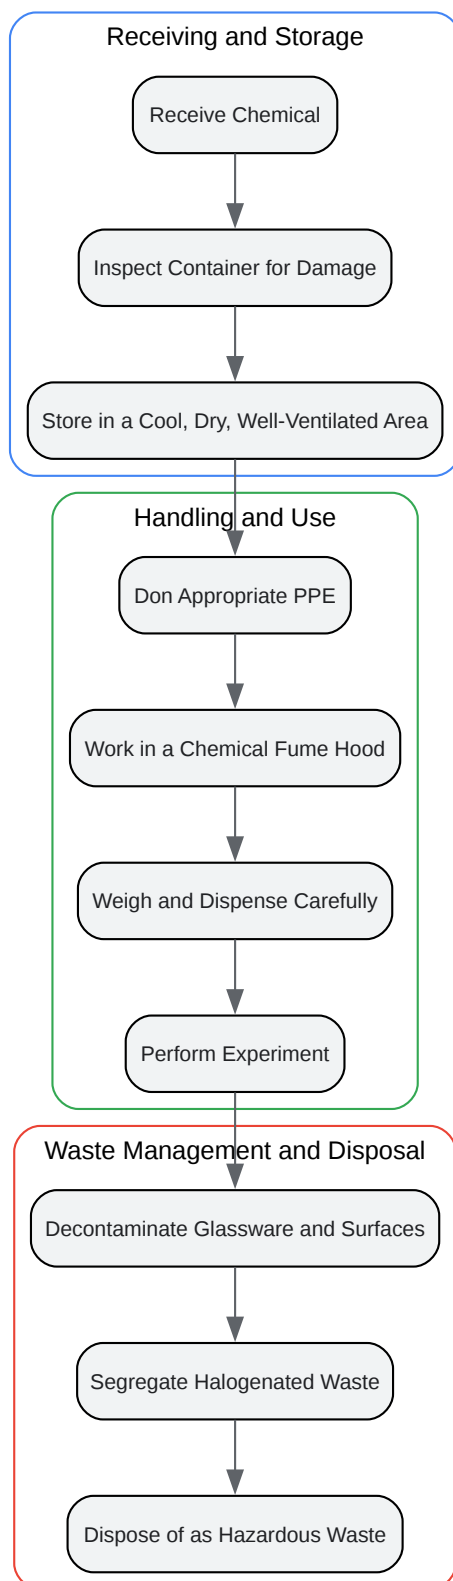 Receiving and Storage
Receive Chemical
Inspect Container for Damage
Store in a Cool, Dry, Well-Ventilated Area
Handling and Use
Don Appropriate PPE
Work in a Chemical Fume Hood
Weigh and Dispense Carefully
Perform Experiment
Waste Management and Disposal
Decontaminate Glassware and Surfaces
Segregate Halogenated Waste
Dispose of as Hazardous Waste